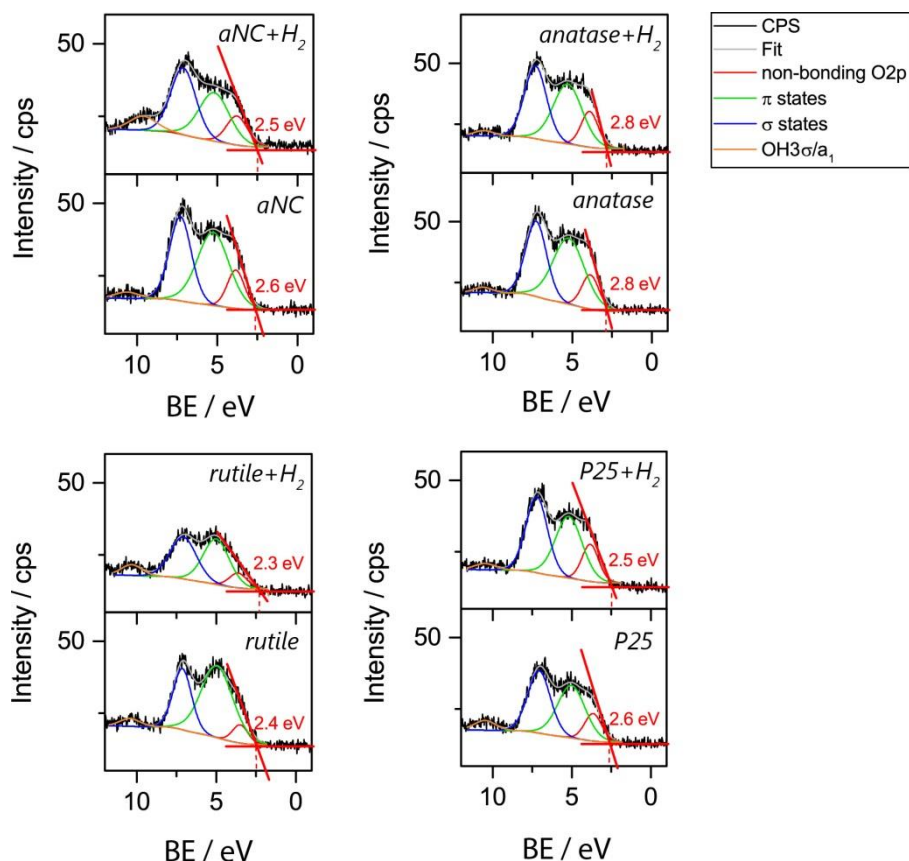 aNC+H₂
50
2.5 eV
aNC
50
2.6 eV
Intensity / cps
10 5 0
BE / eV
anatase+H₂
50
2.8 eV
anatase
50
2.8 eV
Intensity / cps
10 5 0
BE / eV
CPS
Fit
non-bonding O2p
π states
σ states
OH3σ/a₁
rutile+H₂
50
2.3 eV
rutile
50
2.4 eV
Intensity / cps
10 5 0
BE / eV
P25+H₂
50
2.5 eV
P25
50
2.6 eV
Intensity / cps
10 5 0
BE / eV